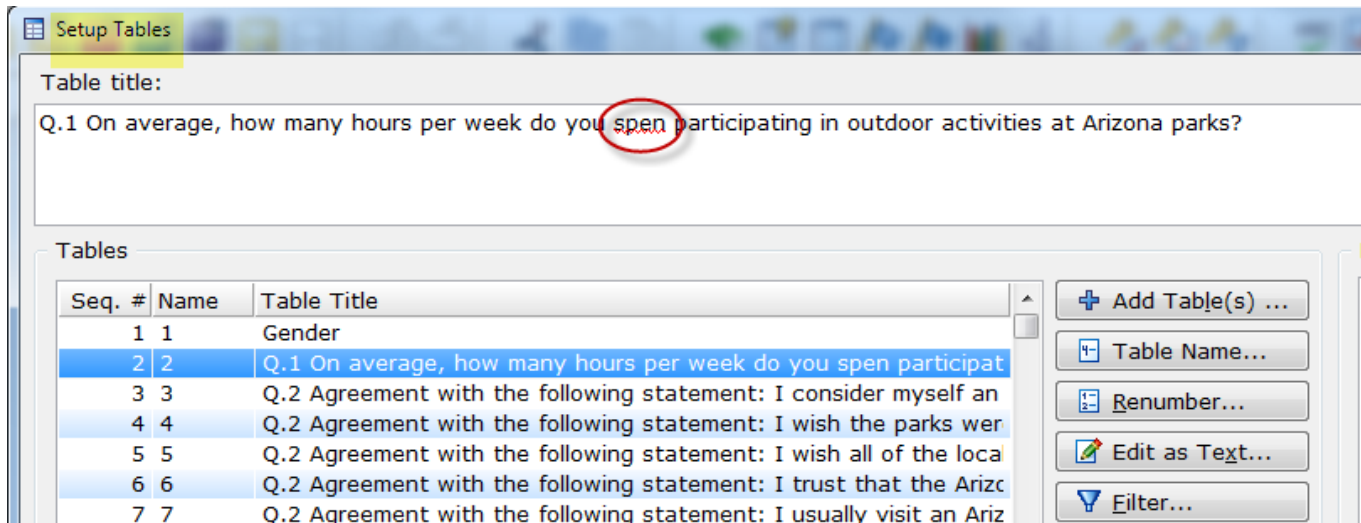 Setup Tables
Table title:
Q.1 On average, how many hours per week do you spen participating in outdoor activities at Arizona parks?
Tables
Seq. # Name Table Title
1 1 Gender
2 2 Q.1 On average, how many hours per week do you spen participat
3 3 Q.2 Agreement with the following statement: I consider myself an
4 4 Q.2 Agreement with the following statement: I wish the parks wer
5 5 Q.2 Agreement with the following statement: I wish all of the local
6 6 Q.2 Agreement with the following statement: I trust that the Arizo
7 7 Q.2 Agreement with the following statement: I usually visit an Ariz
Add Table(s) ...
Table Name...
Renumber...
Edit as Text...
Filter...